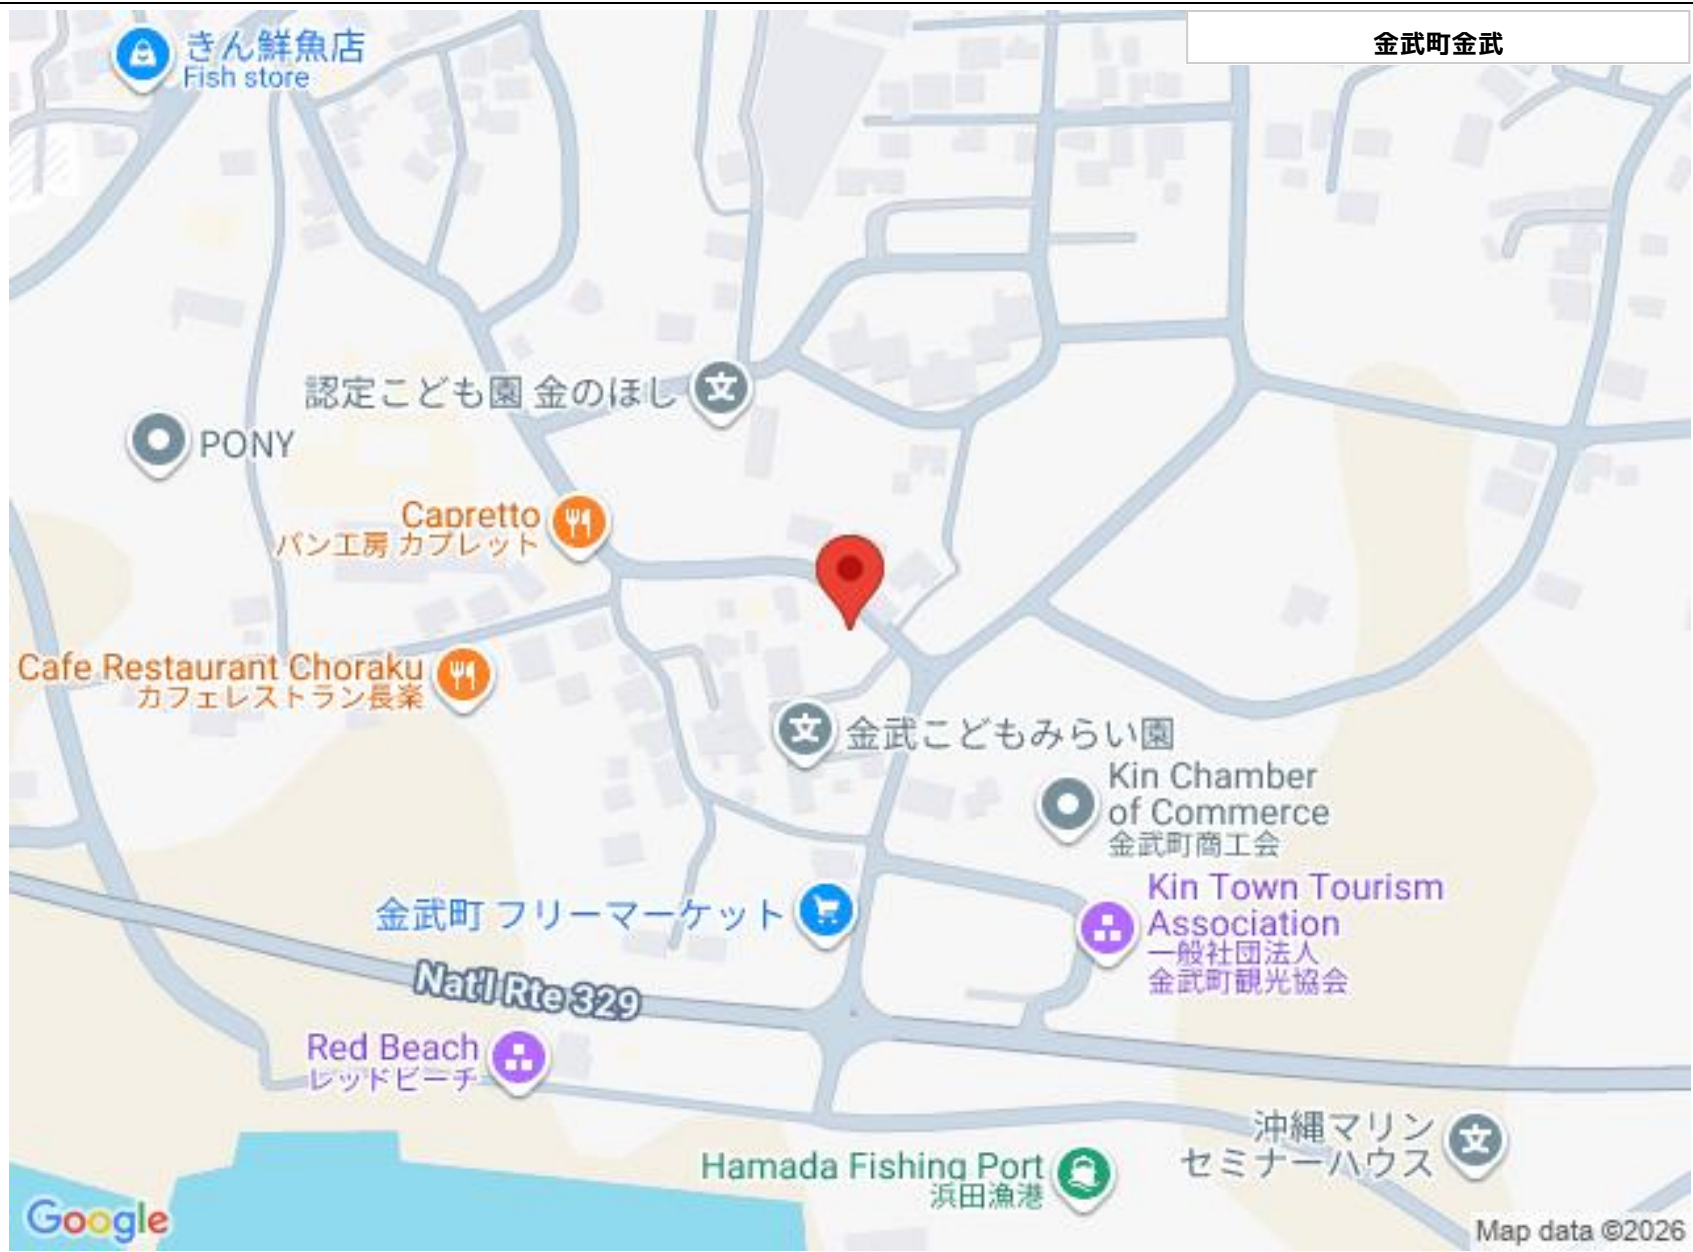 金武町金武
きん鮮魚店
Fish store
認定こども園 金のほし
PONY
Capretto
パン工房 カプレット
Cafe Restaurant Choraku
カフェレストラン長楽
金武こどもみらい園
Kin Chamber
of Commerce
金武町商工会
Kin Town Tourism
Association
一般社団法人
金武町観光協会
金武町 フリーマーケット
Nat'l Rte 329
Red Beach
レッドビーチ
沖縄マリン
セミナーハウス
Hamada Fishing Port
浜田漁港
Google
Map data ©2026